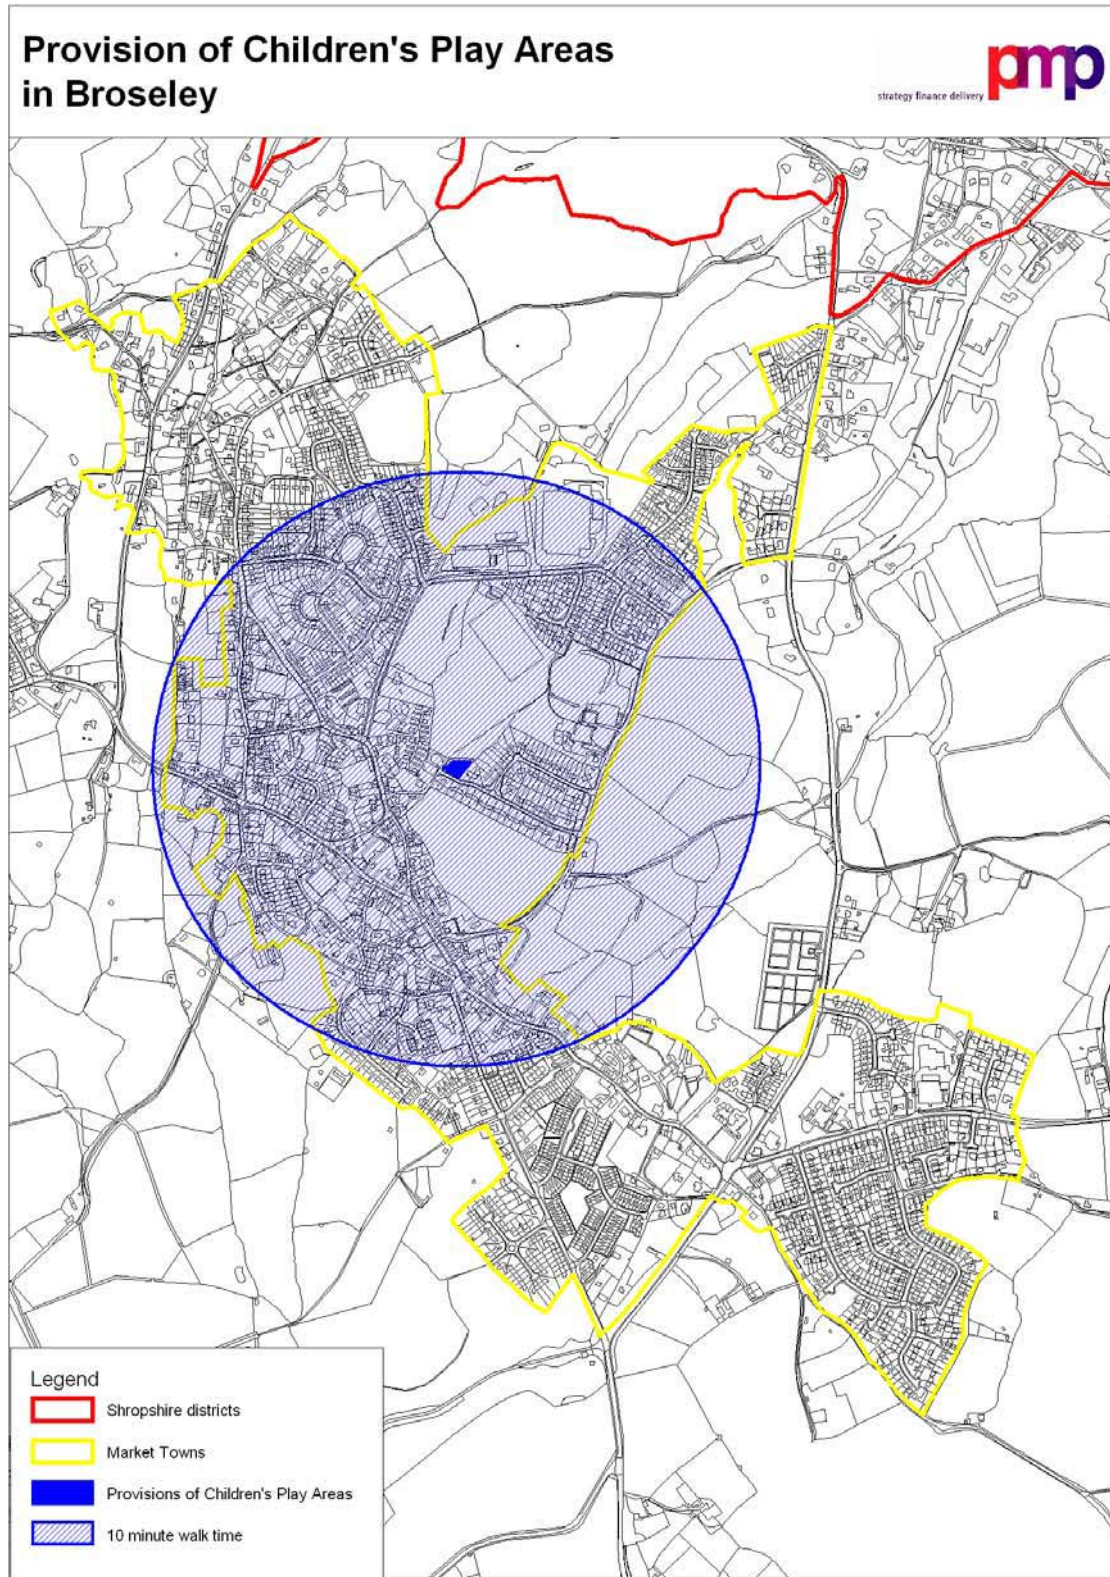 Provision of Children's Play Areas
in Broseley
strategy finance delivery pmp
Legend
Shropshire districts
Market Towns
Provisions of Children's Play Areas
10 minute walk time